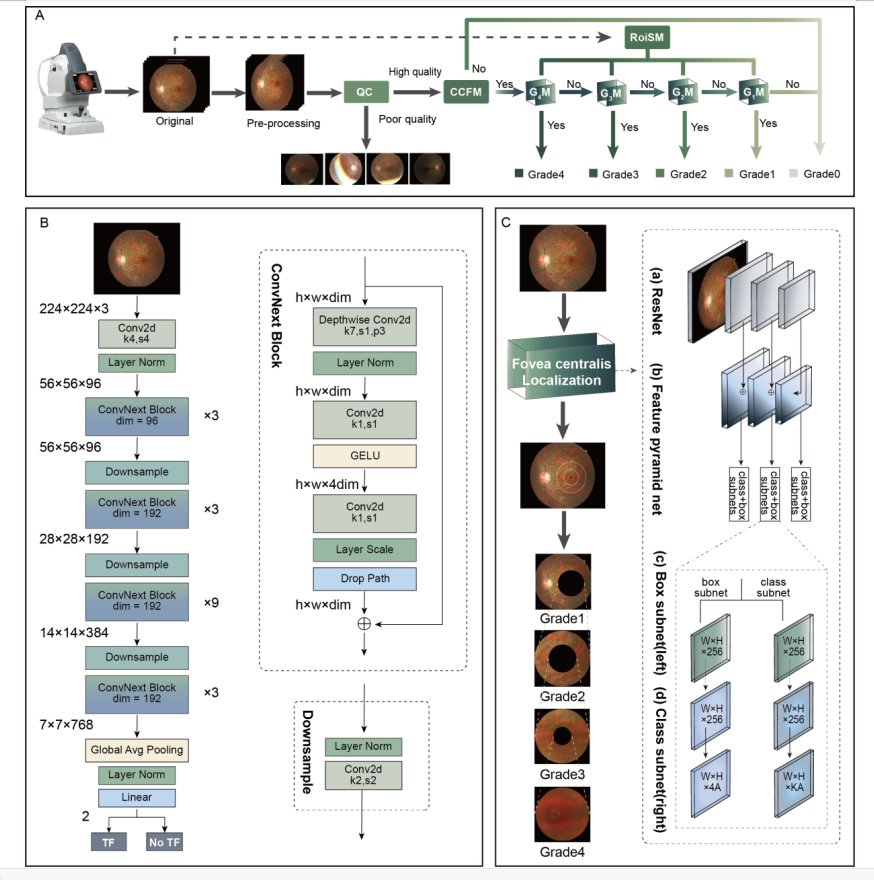 A
RoiSM
No
High quality
QC
CCFM
Yes
G4M
No
G3M
No
G2M
No
G1M
No
Original
Pre-processing
Poor quality
Yes
Yes
Yes
Yes
Grade4
Grade3
Grade2
Grade1
Grade0
B
224×224×3
Conv2d
k4,s4
Layer Norm
56×56×96
ConvNext Block
dim = 96
×3
56×56×96
Downsample
ConvNext Block
dim = 192
×3
28×28×192
Downsample
ConvNext Block
dim = 192
×9
14×14×384
Downsample
ConvNext Block
dim = 192
×3
7×7×768
Global Avg Pooling
Layer Norm
Linear
2
TF
No TF
ConvNext Block
h×w×dim
Depthwise Conv2d
k7,s1,p3
Layer Norm
h×w×dim
Conv2d
k1,s1
GELU
h×w×4dim
Conv2d
k1,s1
Layer Scale
Drop Path
h×w×dim
Downsample
Layer Norm
Conv2d
k2,s2
C
Fovea centralis
Localization
Grade1
Grade2
Grade3
Grade4
(a) ResNet
(b) Feature pyramid net
(c) Box subnet(left)
(d) Class subnet(right)
class+box
subnets
class+box
subnets
class+box
subnets
box
subnet
class
subnet
W×H
×256
W×H
×256
W×H
×256
W×H
×256
W×H
×4A
W×H
×KA